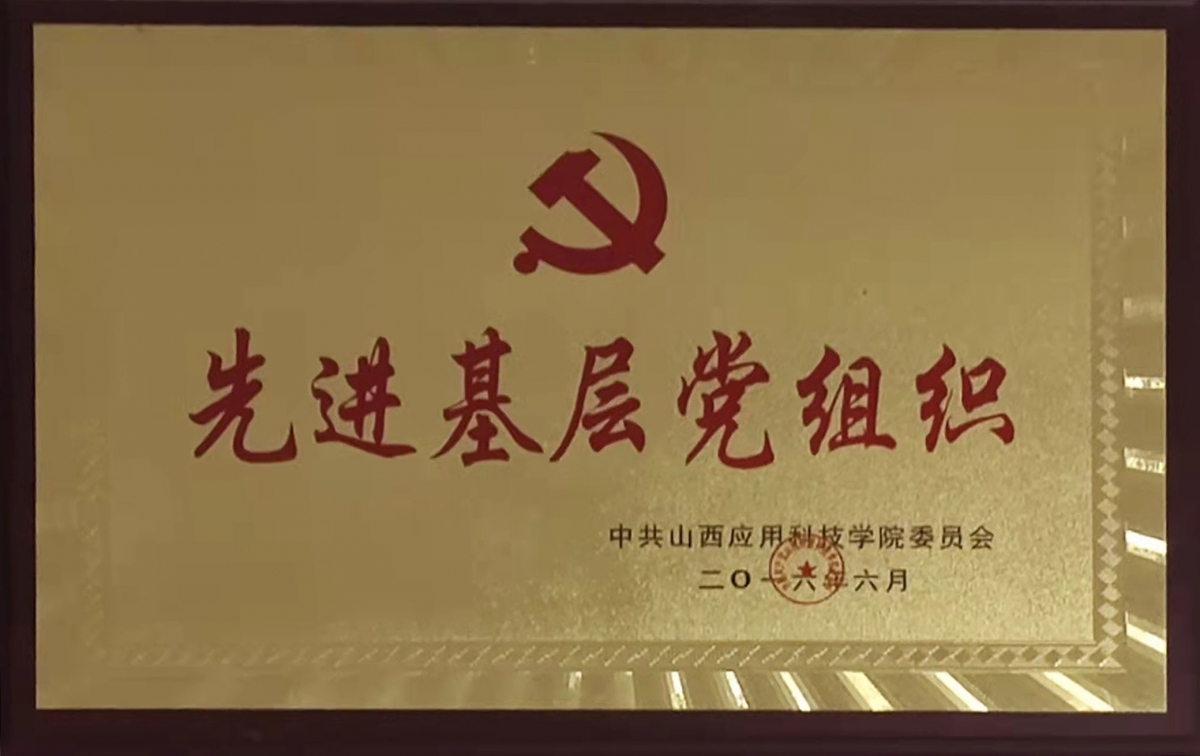 先进基层党组织
中共山西应用科技学院委员会
二O一六年六月